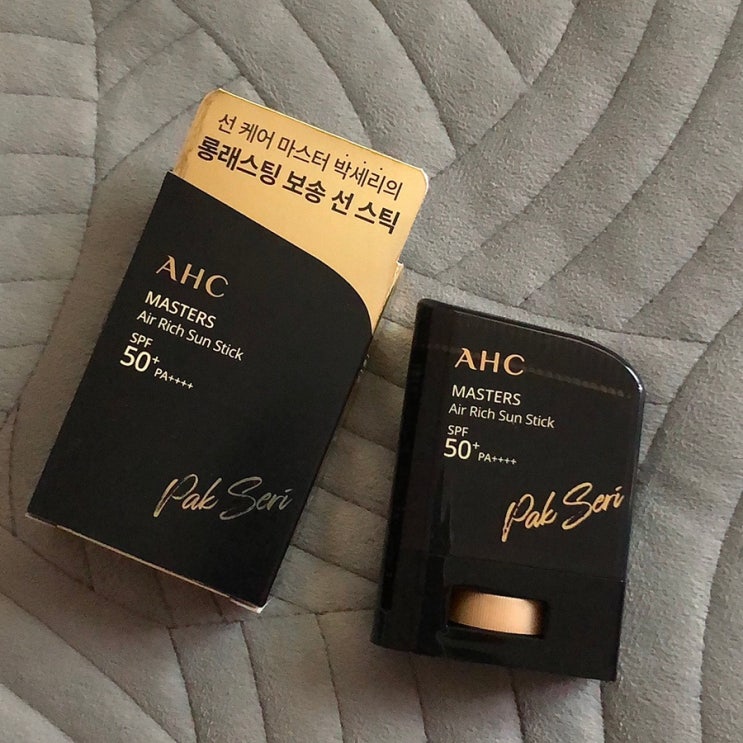 선 케어 마스터 박세리의
롱래스팅 보송 선 스틱
AHC
MASTERS
Air Rich Sun Stick
SPF
50+
PA++++
Pak Seri
AHC
MASTERS
Air Rich Sun Stick
SPF
50+
PA++++
Pak Seri